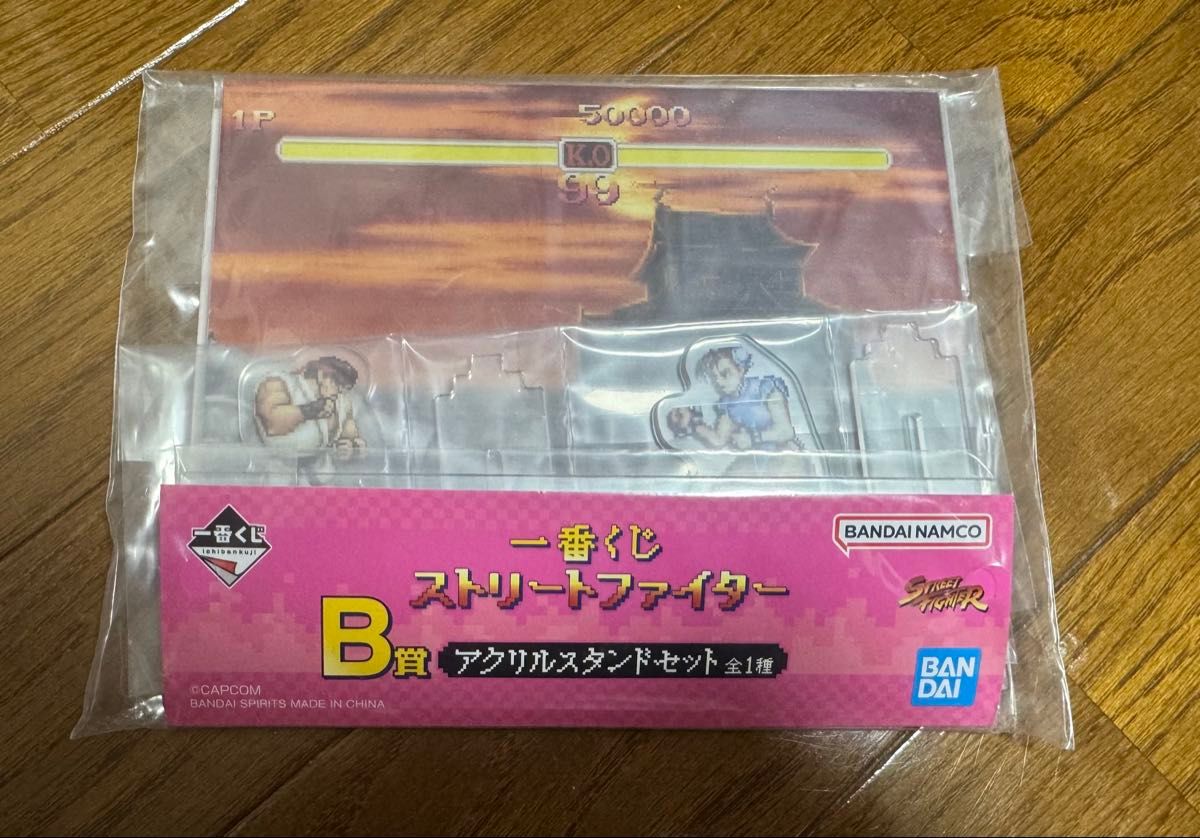 1P
50000
K.O
99
一番くじ
ichibankuji
一番くじ
ストリートファイター
B賞
アクリルスタンドセット 全1種
BANDAI NAMCO
STREET
FIGHTER
BAN
DAI
©CAPCOM
BANDAI SPIRITS MADE IN CHINA